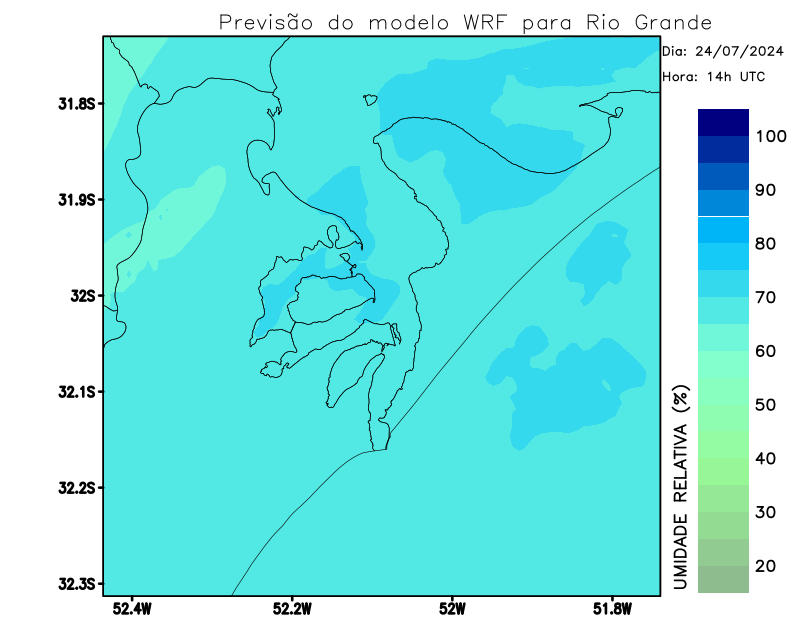 Previsão do modelo WRF para Rio Grande
Dia: 24/07/2024
Hora: 14h UTC
31.8S
31.9S
32S
32.1S
32.2S
32.3S
52.4W
52.2W
52W
51.8W
UMIDADE RELATIVA (%)
100
90
80
70
60
50
40
30
20